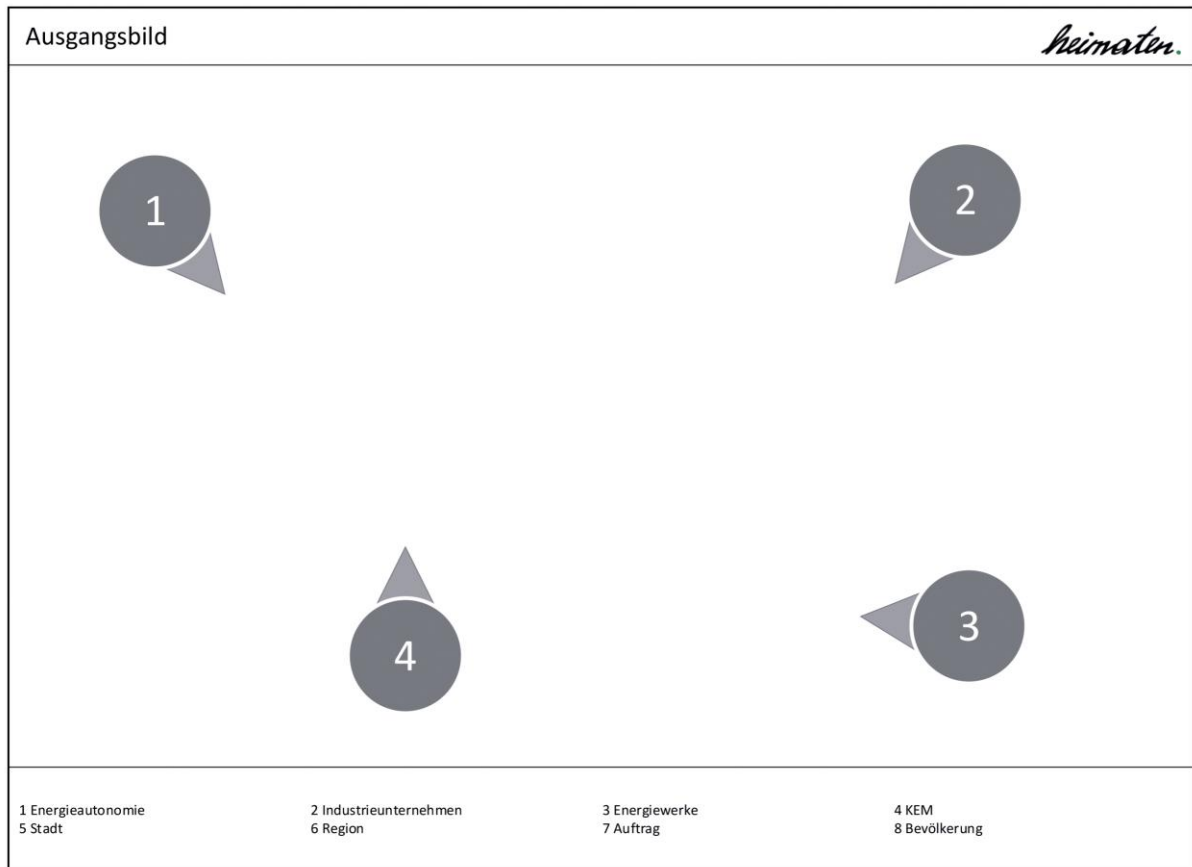 Ausgangsbild
heimaten.
1
2
3
4
1 Energieautonomie 2 Industrieunternehmen 3 Energiewerke 4 KEM
5 Stadt 6 Region 7 Auftrag 8 Bevölkerung